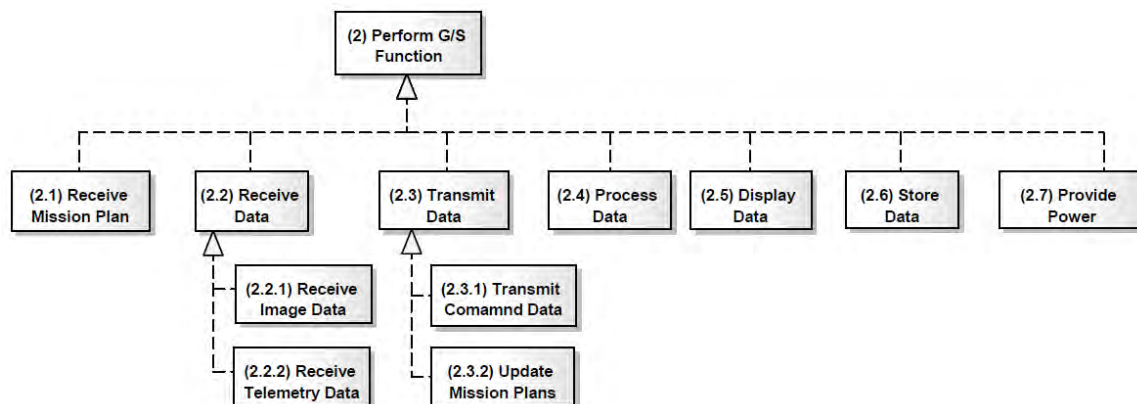 (2) Perform G/S
Function
(2.1) Receive
Mission Plan
(2.2) Receive
Data
(2.3) Transmit
Data
(2.4) Process
Data
(2.5) Display
Data
(2.6) Store
Data
(2.7) Provide
Power
(2.2.1) Receive
Image Data
(2.3.1) Transmit
Comamnd Data
(2.2.2) Receive
Telemetry Data
(2.3.2) Update
Mission Plans